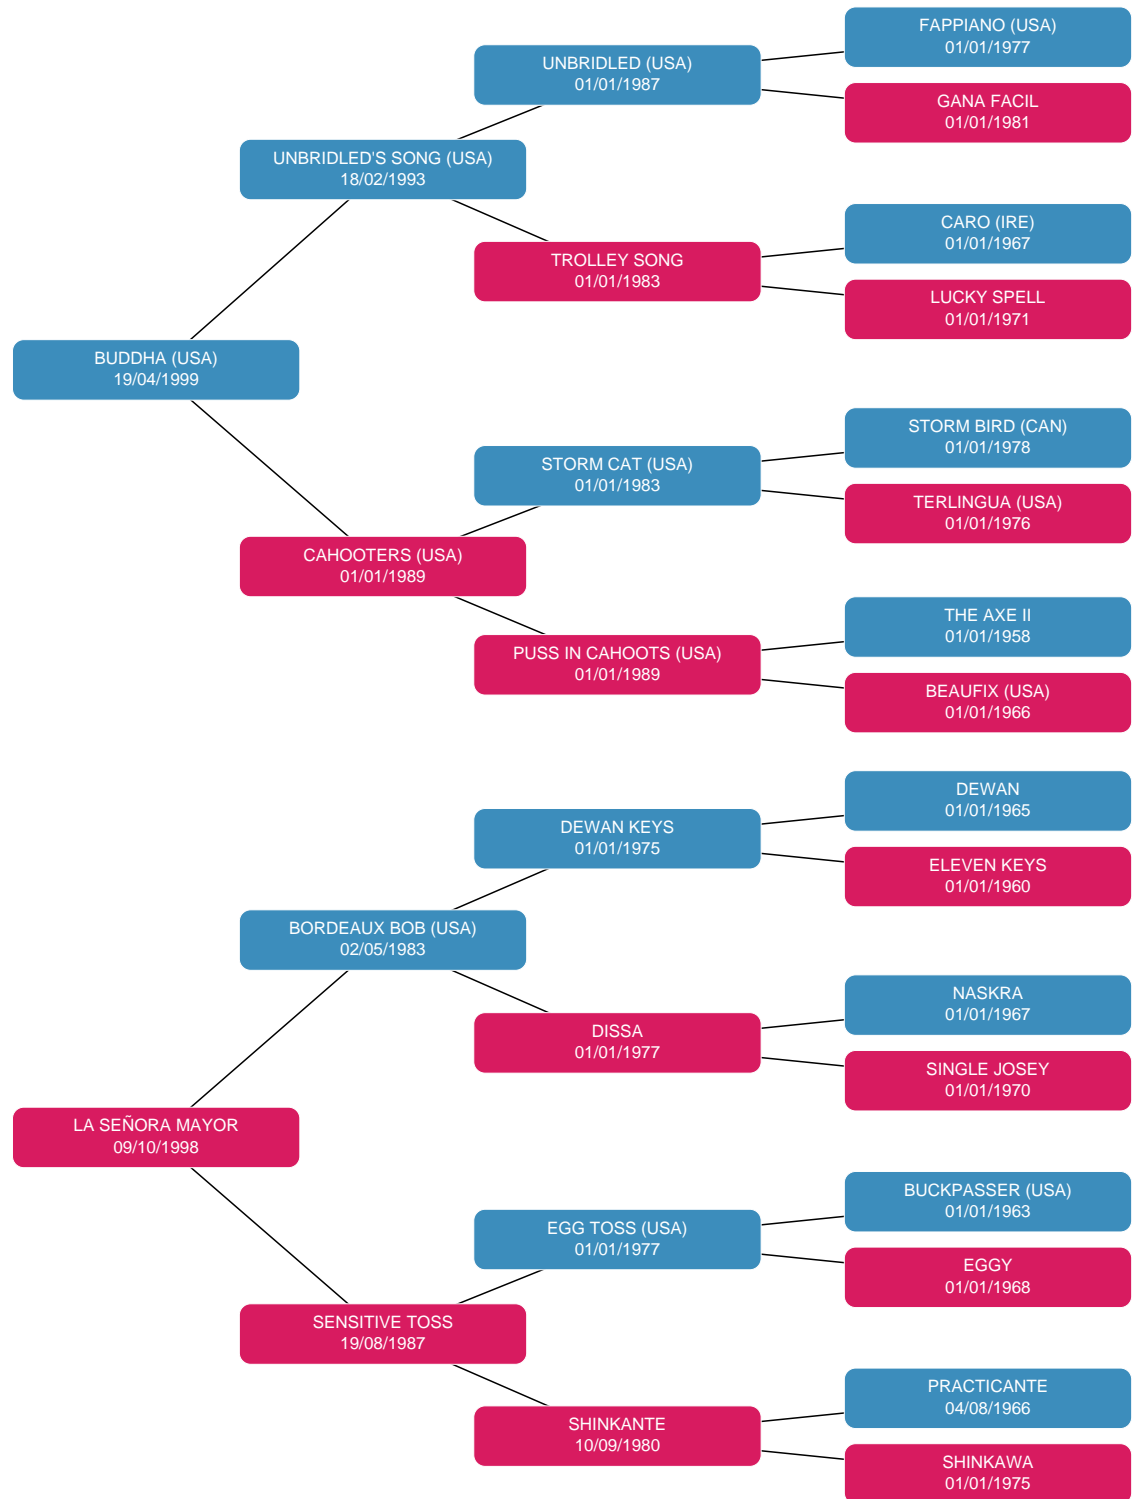 FAPPIANO (USA)
01/01/1977
UNBRIDLED (USA)
01/01/1987
GANA FACIL
01/01/1981
UNBRIDLED'S SONG (USA)
18/02/1993
CARO (IRE)
01/01/1967
TROLLEY SONG
01/01/1983
LUCKY SPELL
01/01/1971
BUDDHA (USA)
19/04/1999
STORM BIRD (CAN)
01/01/1978
STORM CAT (USA)
01/01/1983
TERLINGUA (USA)
01/01/1976
CAHOOTERS (USA)
01/01/1989
THE AXE II
01/01/1958
PUSS IN CAHOOTS (USA)
01/01/1989
BEAUFIX (USA)
01/01/1966
DEWAN
01/01/1965
DEWAN KEYS
01/01/1975
ELEVEN KEYS
01/01/1960
BORDEAUX BOB (USA)
02/05/1983
NASKRA
01/01/1967
DISSA
01/01/1977
SINGLE JOSEY
01/01/1970
LA SEÑORA MAYOR
09/10/1998
BUCKPASSER (USA)
01/01/1963
EGG TOSS (USA)
01/01/1977
EGGY
01/01/1968
SENSITIVE TOSS
19/08/1987
PRACTICANTE
04/08/1966
SHINKANTE
10/09/1980
SHINKAWA
01/01/1975